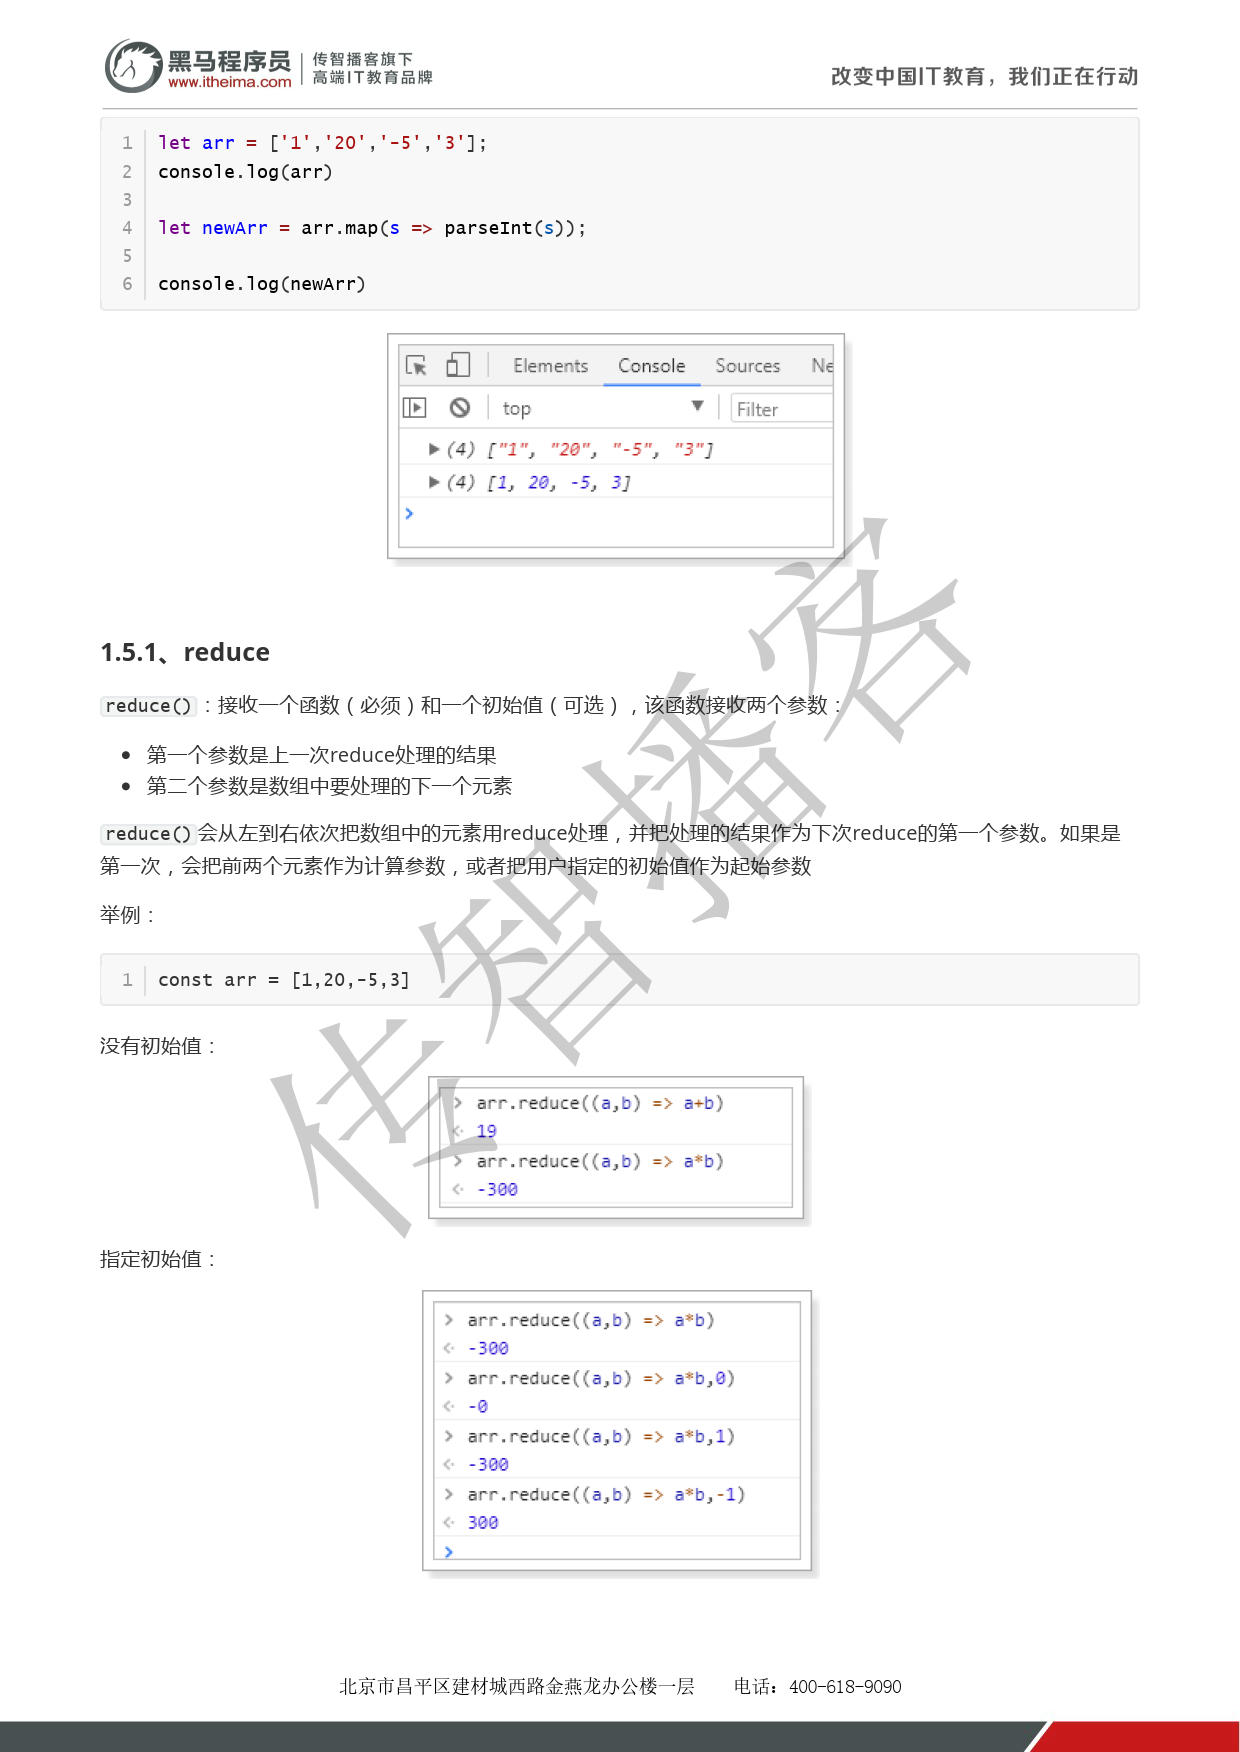 黑马程序员
www.itheima.com
传智播客旗下
高端IT教育品牌
改变中国IT教育，我们正在行动
1 let arr = ['1','20','-5','3'];
2 console.log(arr)
3
4 let newArr = arr.map(s => parseInt(s));
5
6 console.log(newArr)
Elements Console Sources Ne
top ▼ Filter
▶(4) ["1", "20", "-5", "3"]
▶(4) [1, 20, -5, 3]
>
1.5.1、reduce
reduce()：接收一个函数（必须）和一个初始值（可选），该函数接收两个参数：
• 第一个参数是上一次reduce处理的结果
• 第二个参数是数组中要处理的下一个元素
reduce()会从左到右依次把数组中的元素用reduce处理，并把处理的结果作为下次reduce的第一个参数。如果是
第一次，会把前两个元素作为计算参数，或者把用户指定的初始值作为起始参数
举例：
1 const arr = [1,20,-5,3]
没有初始值：
> arr.reduce((a,b) => a+b)
< 19
> arr.reduce((a,b) => a*b)
< -300
指定初始值：
> arr.reduce((a,b) => a*b)
< -300
> arr.reduce((a,b) => a*b,0)
< -0
> arr.reduce((a,b) => a*b,1)
< -300
> arr.reduce((a,b) => a*b,-1)
< 300
>
传智播客
北京市昌平区建材城西路金燕龙办公楼一层 电话：400-618-9090